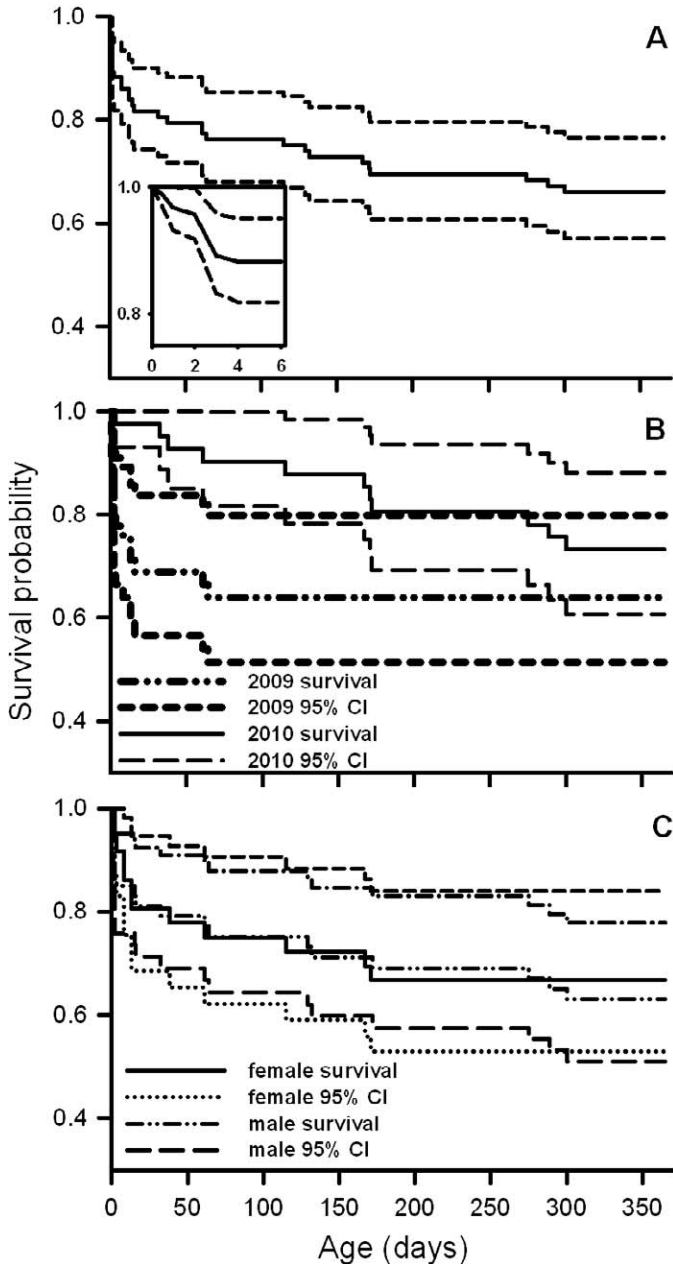 A
1.0
0.8
0.6
0.4
1.0
0.8
0 2 4 6
B
1.0
0.8
0.6
0.4
2009 survival
2009 95% CI
2010 survival
2010 95% CI
Survival probability
C
1.0
0.8
0.6
0.4
female survival
female 95% CI
male survival
male 95% CI
0 50 100 150 200 250 300 350
Age (days)